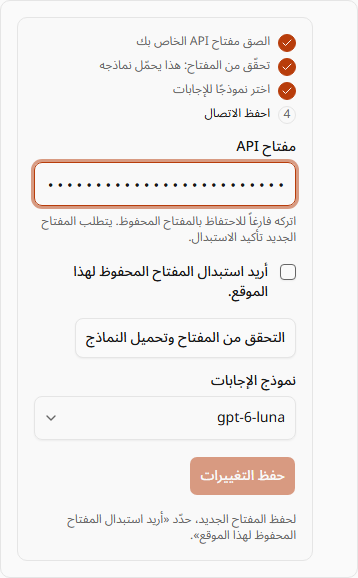 الصق مفتاح API الخاص بك
تحقّق من المفتاح: هذا يحمّل نماذجه
اختر نموذجًا للإجابات
4 احفظ الاتصال
مفتاح API
••••••••••••••••••••••••••
اتركه فارغاً للاحتفاظ بالمفتاح المحفوظ. يتطلب المفتاح
الجديد تأكيد الاستبدال.
أريد استبدال المفتاح المحفوظ لهذا
الموقع.
التحقق من المفتاح وتحميل النماذج
نموذج الإجابات
gpt-6-luna
حفظ التغييرات
لحفظ المفتاح الجديد، حدّد «أريد استبدال المفتاح
المحفوظ لهذا الموقع».